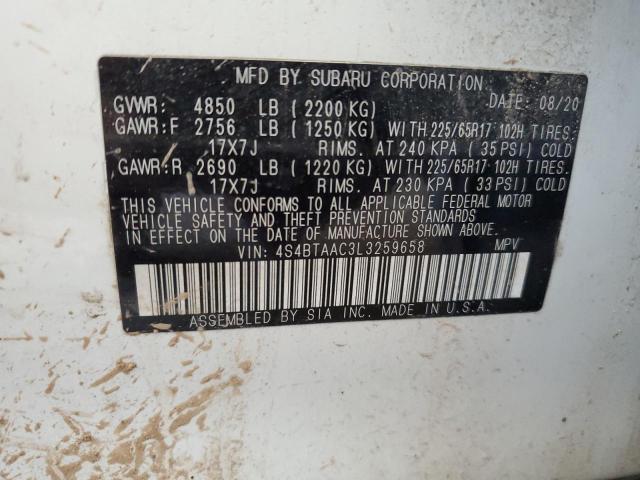 MFD BY SUBARU CORPORATION DATE: 08/20
GVWR: 4850 LB ( 2200 KG)
GAWR:F 2756 LB ( 1250 KG) WITH 225/65R17 102H TIRES,
17X7J RIMS. AT 240 KPA ( 35 PSI) COLD
GAWR:R 2690 LB ( 1220 KG) WITH 225/65R17 102H TIRES.
17X7J RIMS. AT 230 KPA ( 33 PSI) COLD
THIS VEHICLE CONFORMS TO ALL APPLICABLE FEDERAL MOTOR
VEHICLE SAFETY AND THEFT PREVENTION STANDARDS
IN EFFECT ON THE DATE OF MANUFACTURE SHOWN ABOVE.
VIN: 4S4BTAAC3L3259658 MPV
ASSEMBLED BY SIA INC. MADE IN U.S.A.